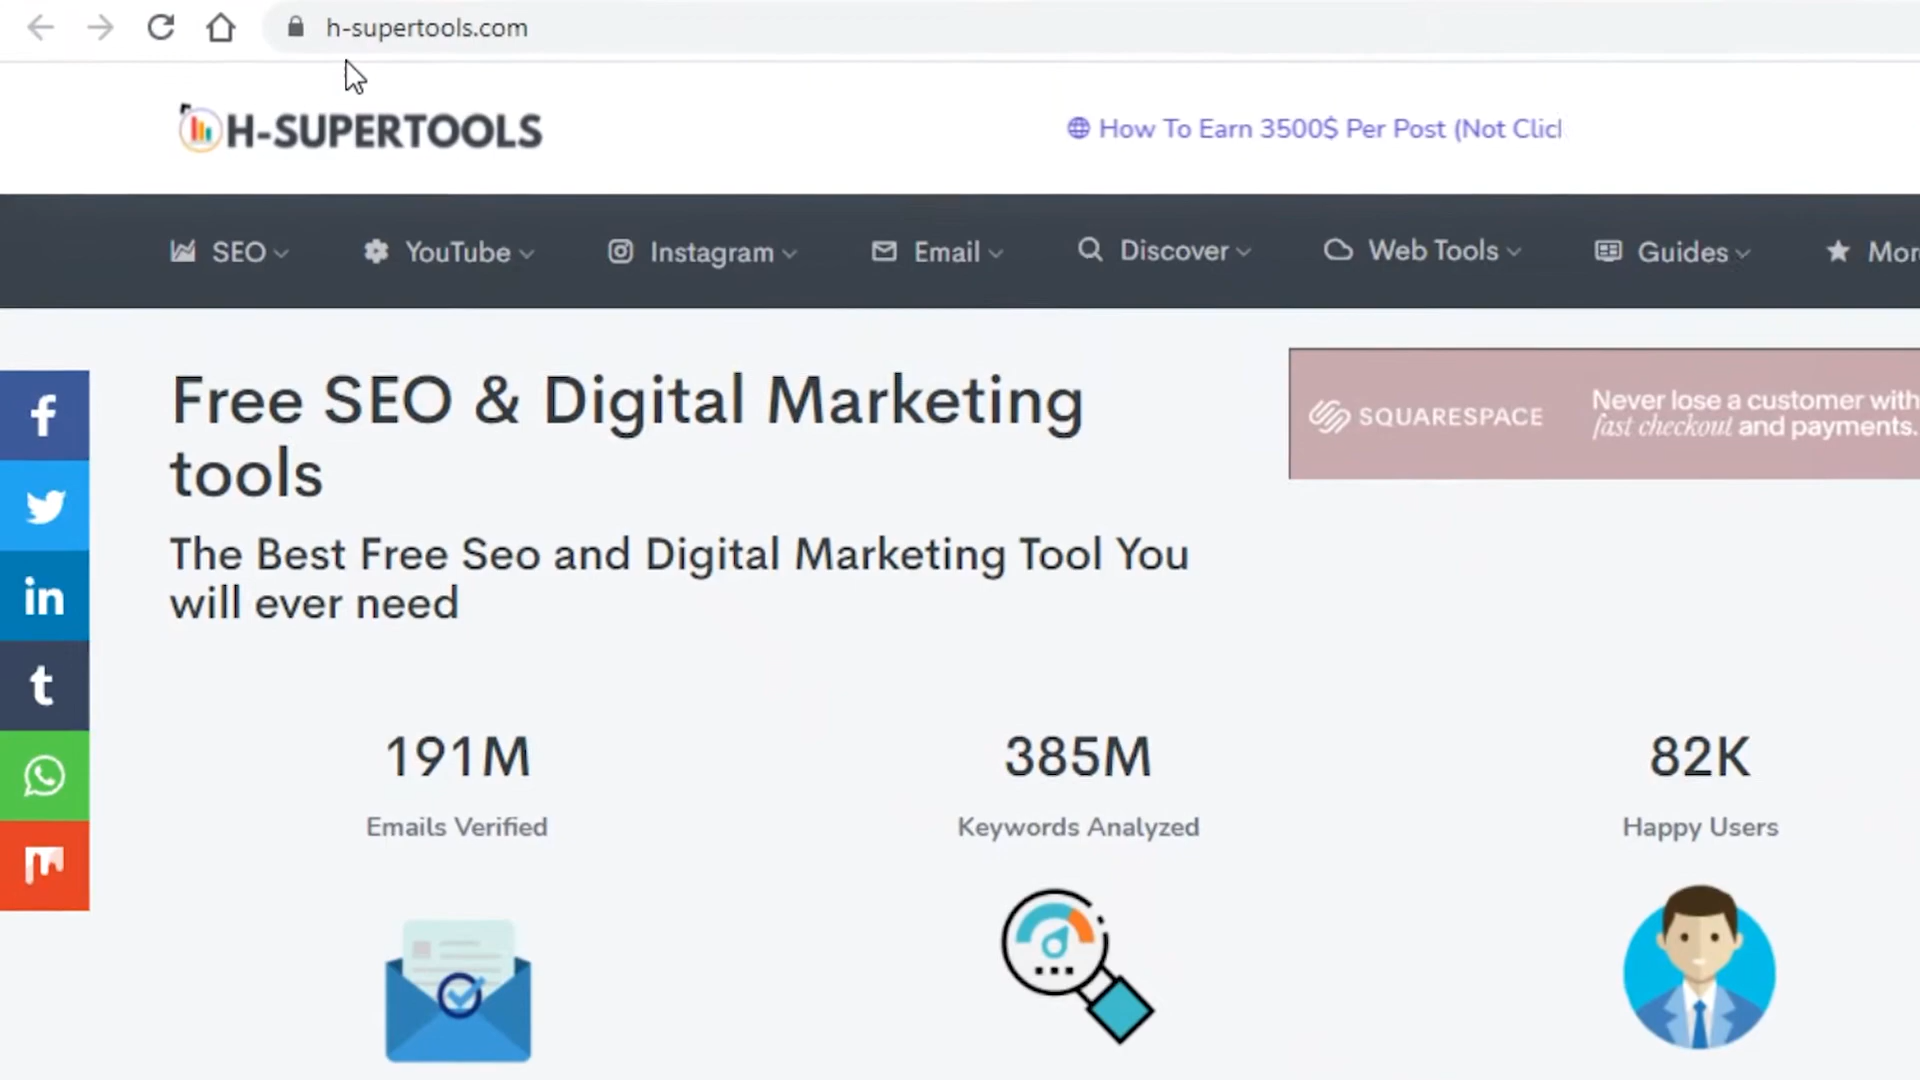 h-supertools.com
H-SUPERTOOLS
How To Earn 3500$ Per Post (Not
SEO
YouTube
Instagram
Email
Discover
Web Tools
Guides
Free SEO & Digital Marketing
tools
SQUARESPACE
Never lose a customer with
fast checkout and payments.
The Best Free Seo and Digital Marketing Tool You
will ever need
191M
385M
82K
Emails Verified
Keywords Analyzed
Happy Users